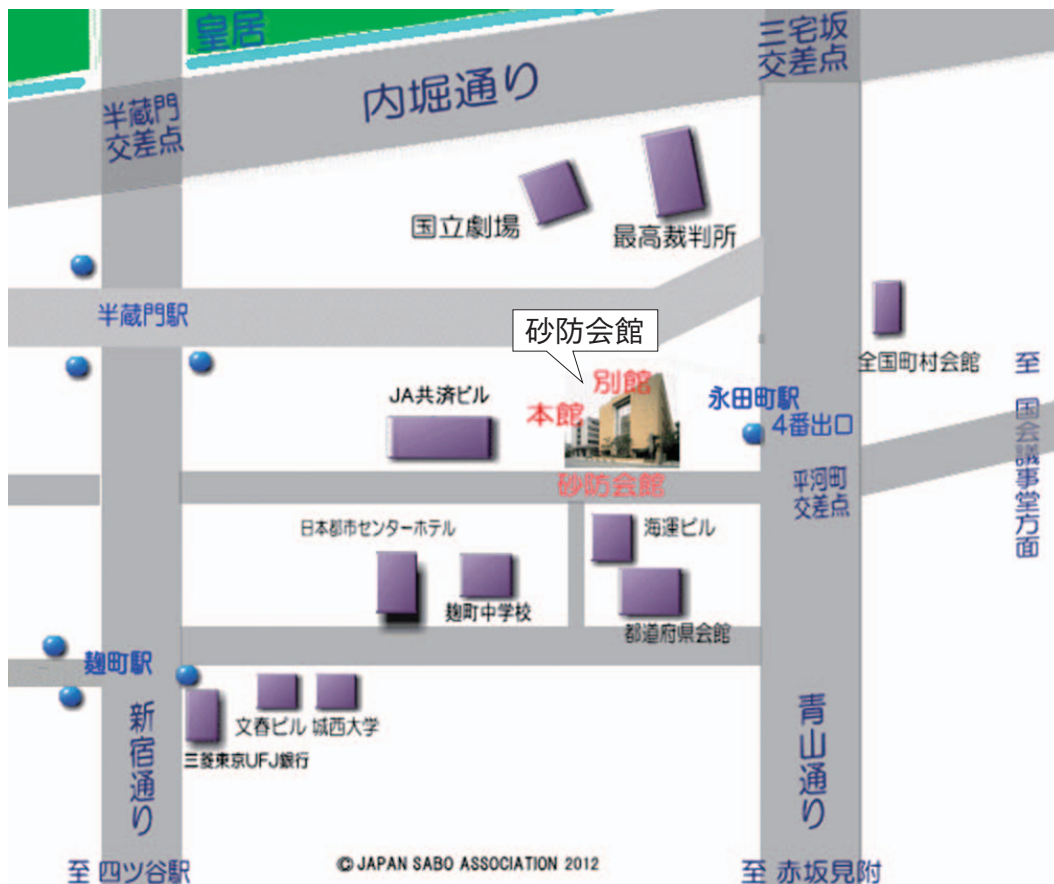 皇居
三宅坂
交差点
内堀通り
半蔵門
交差点
国立劇場
最高裁判所
半蔵門駅
砂防会館
全国町村会館
至 国会議事堂方面
別館
本館
JA共済ビル
永田町駅
4番出口
砂防会館
平河町
交差点
日本都市センターホテル
海運ビル
麹町中学校
都道府県会館
麹町駅
文春ビル
城西大学
三菱東京UFJ銀行
新宿通り
青山通り
至 四ツ谷駅
© JAPAN SABO ASSOCIATION 2012
至 赤坂見附